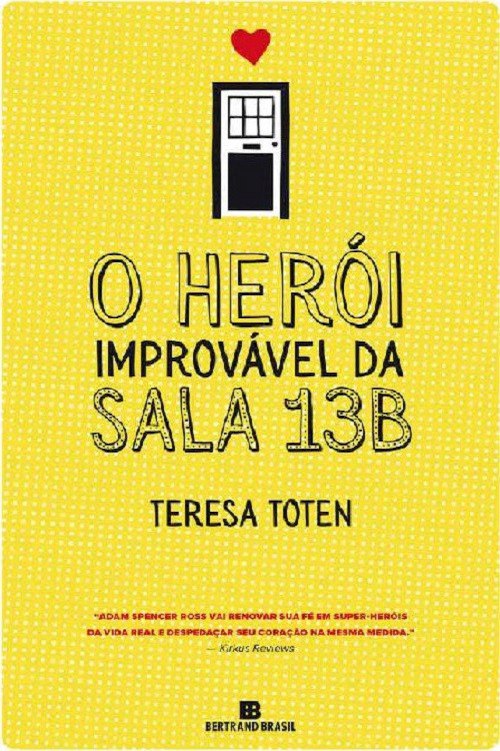 O HERÓI
IMPROVÁVEL DA
SALA 13B
TERESA TOTEN
"ADAM SPENCER ROSS VAI RENOVAR SUA FÉ EM SUPER-HERÓIS
DA VIDA REAL E DESPEDAÇAR SEU CORAÇÃO NA MESMA MEDIDA."
— Kirkus Reviews
BB
BERTRAND BRASIL